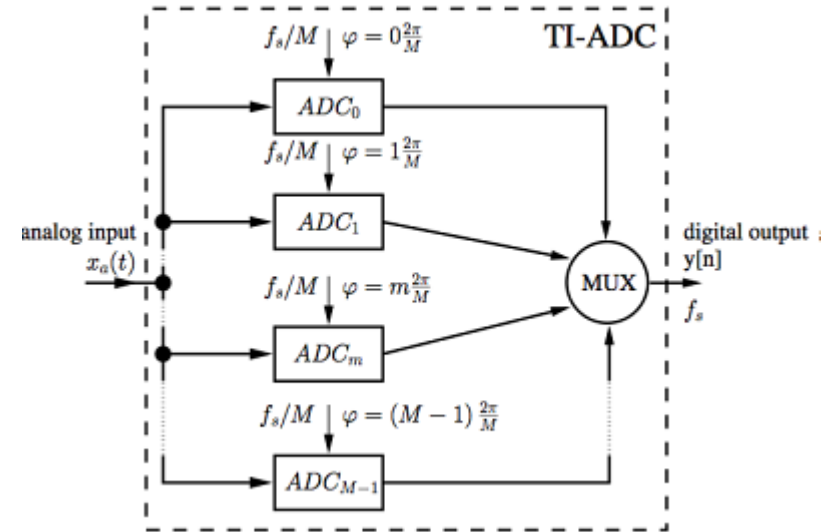 TI-ADC
f_s/M φ = 0 2π/M
ADC_0
f_s/M φ = 1 2π/M
ADC_1
analog input
x_a(t)
f_s/M φ = m 2π/M
ADC_m
MUX
digital output
y[n]
f_s
f_s/M φ = (M − 1) 2π/M
ADC_{M−1}